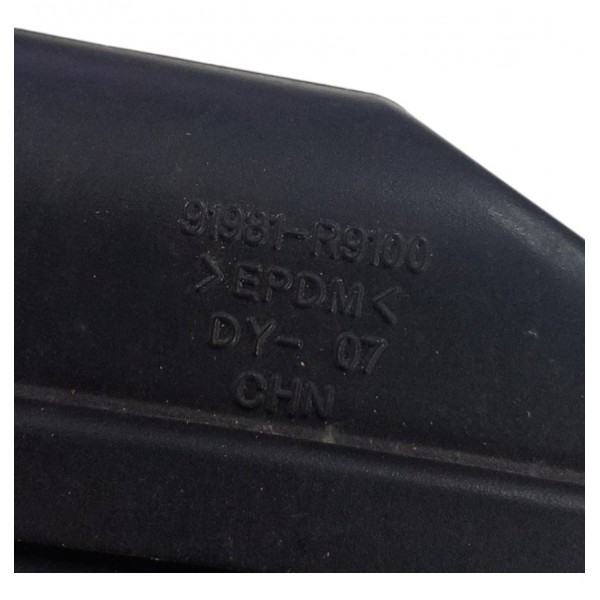 91981-R9100
>EPDM<
DY- 07
CHN